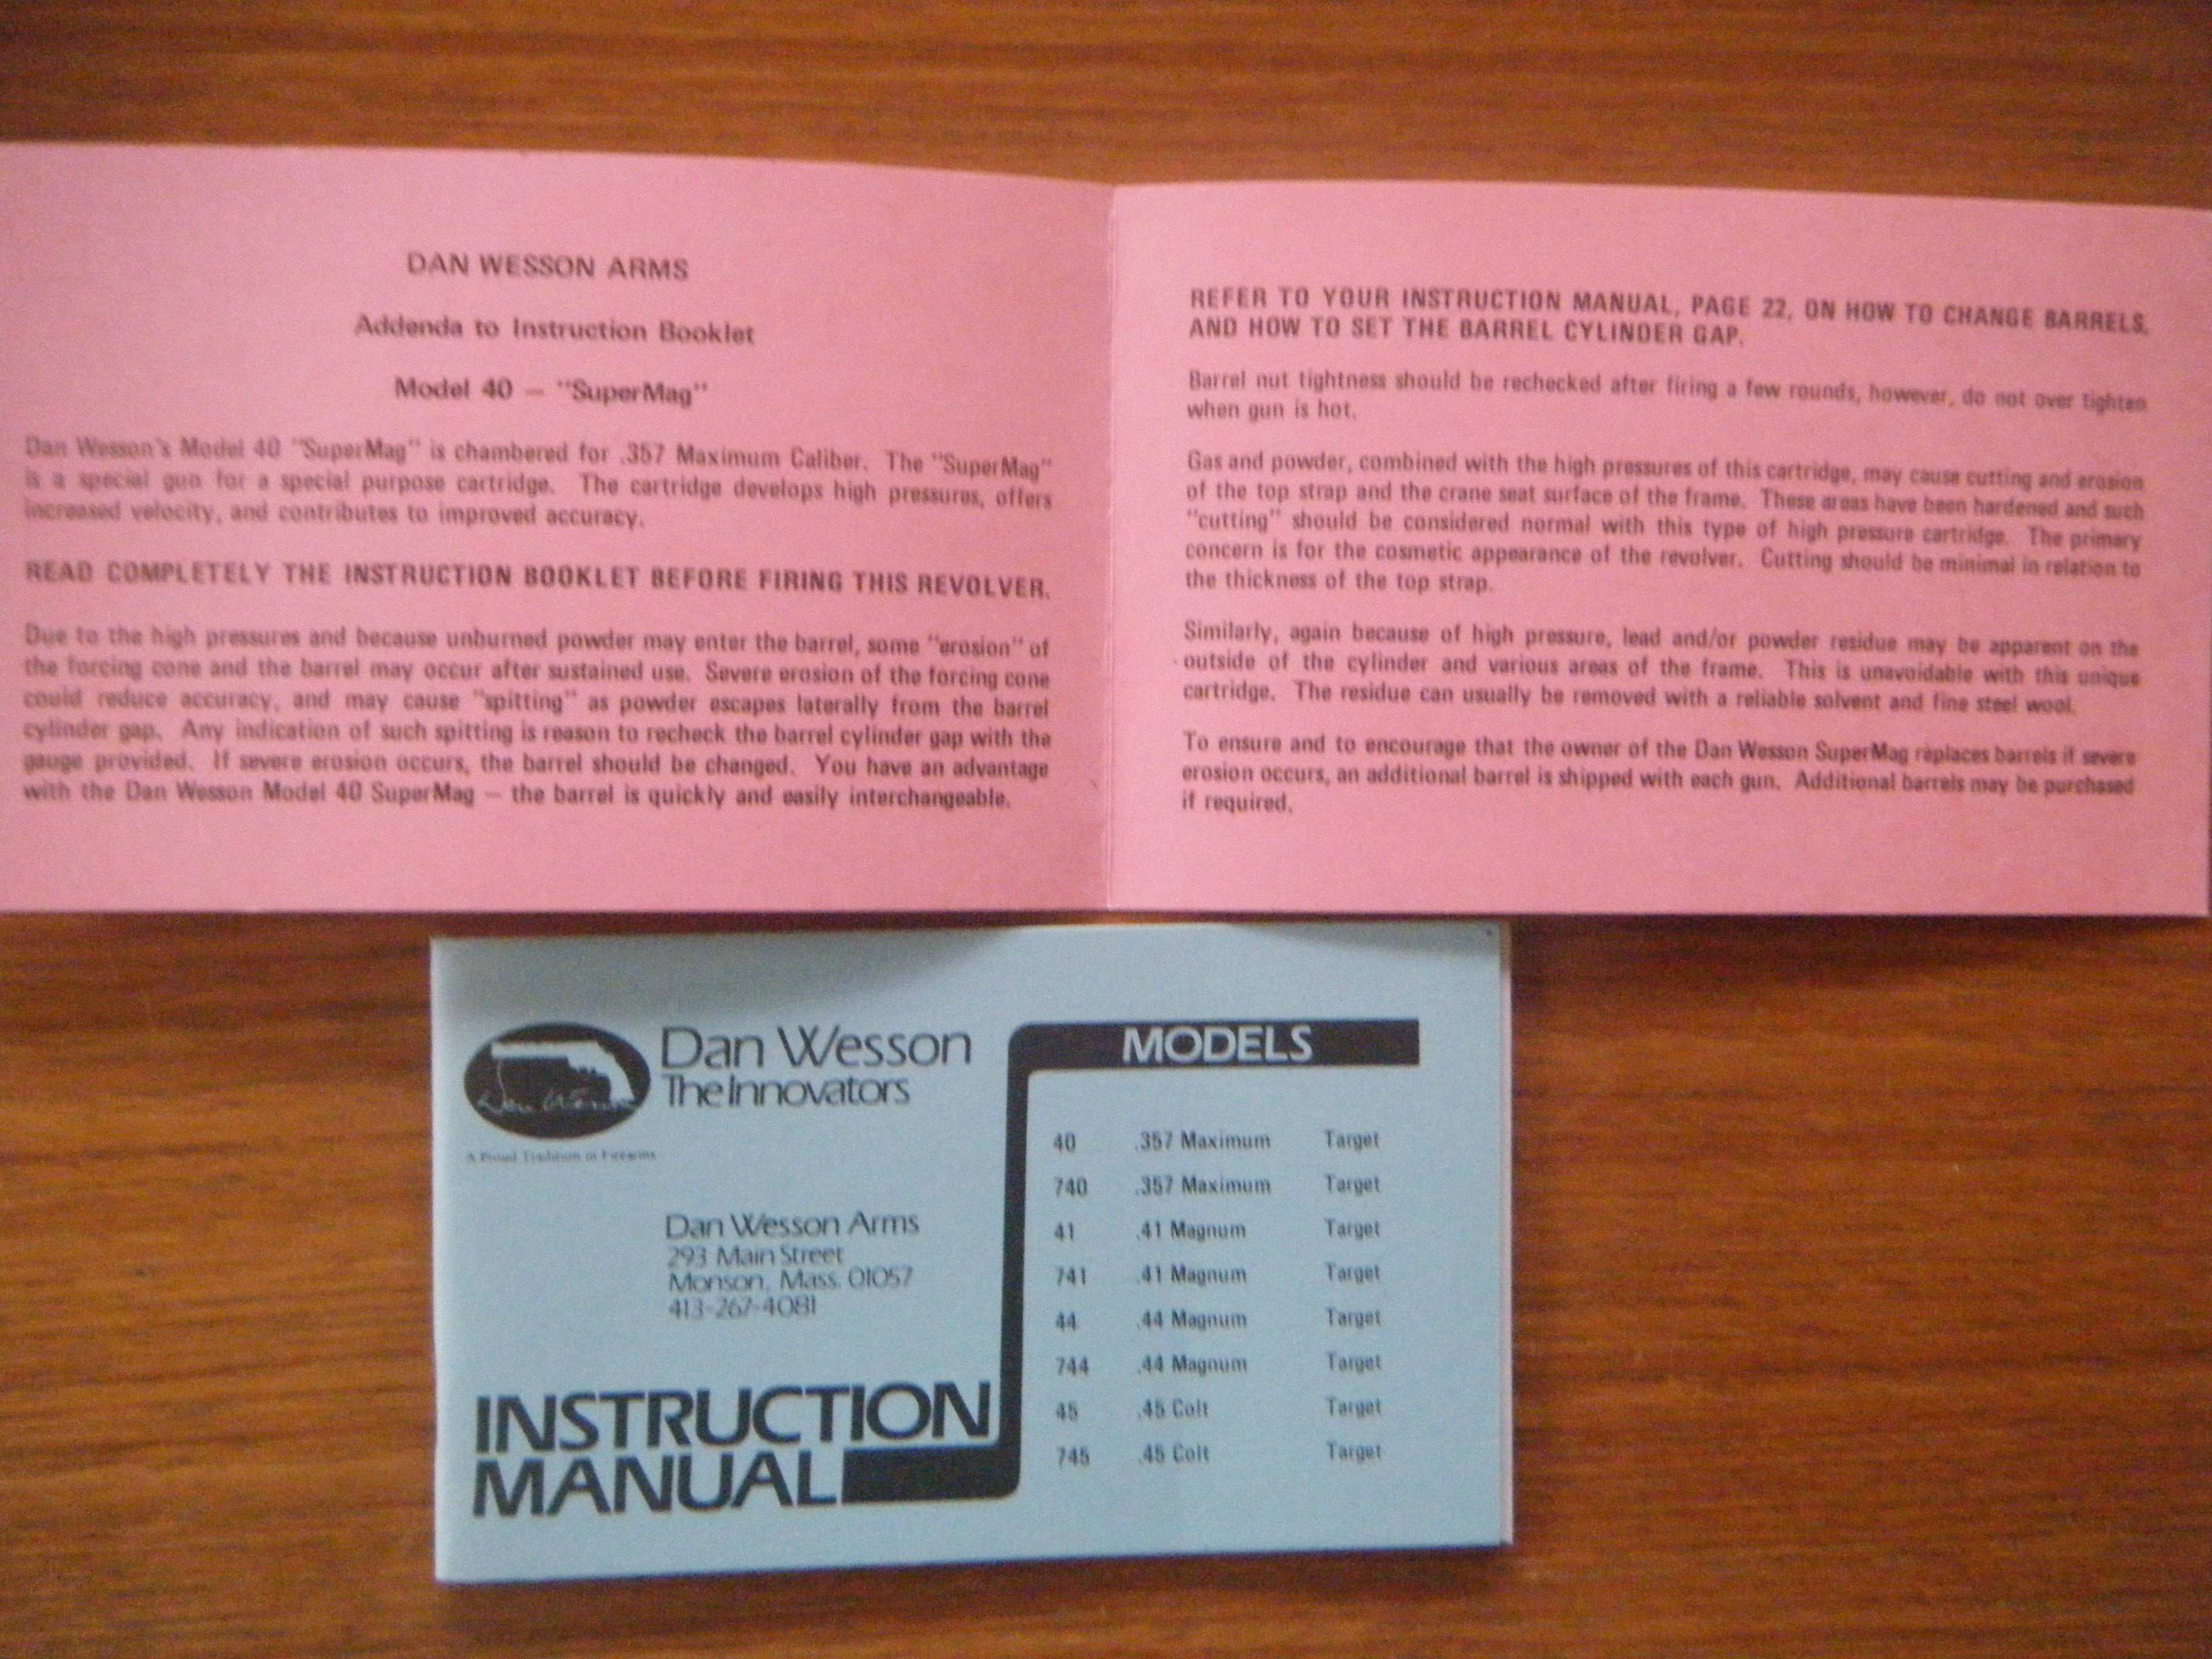 DAN WESSON ARMS
Addenda to Instruction Booklet
Model 40 — "SuperMag"
Dan Wesson's Model 40 "SuperMag" is chambered for .357 Maximum Caliber. The "SuperMag"
is a special gun for a special purpose cartridge. The cartridge develops high pressures, offers
increased velocity, and contributes to improved accuracy.
READ COMPLETELY THE INSTRUCTION BOOKLET BEFORE FIRING THIS REVOLVER.
Due to the high pressures and because unburned powder may enter the barrel, some "erosion" of
the forcing cone and the barrel may occur after sustained use. Severe erosion of the forcing cone
could reduce accuracy, and may cause "spitting" as powder escapes laterally from the barrel
cylinder gap. Any indication of such spitting is reason to recheck the barrel cylinder gap with the
gauge provided. If severe erosion occurs, the barrel should be changed. You have an advantage
with the Dan Wesson Model 40 SuperMag — the barrel is quickly and easily interchangeable.
REFER TO YOUR INSTRUCTION MANUAL, PAGE 22, ON HOW TO CHANGE BARRELS,
AND HOW TO SET THE BARREL CYLINDER GAP.
Barrel nut tightness should be rechecked after firing a few rounds, however, do not over tighten
when gun is hot.
Gas and powder, combined with the high pressures of this cartridge, may cause cutting and erosion
of the top strap and the crane seat surface of the frame. These areas have been hardened and such
"cutting" should be considered normal with this type of high pressure cartridge. The primary
concern is for the cosmetic appearance of the revolver. Cutting should be minimal in relation to
the thickness of the top strap.
Similarly, again because of high pressure, lead and/or powder residue may be apparent on the
outside of the cylinder and various areas of the frame. This is unavoidable with this unique
cartridge. The residue can usually be removed with a reliable solvent and fine steel wool.
To ensure and to encourage that the owner of the Dan Wesson SuperMag replaces barrels if severe
erosion occurs, an additional barrel is shipped with each gun. Additional barrels may be purchased
if required.
Dan Wesson
The Innovators
Dan Wesson
A Proud Tradition in Firearms
Dan Wesson Arms
293 Main Street
Monson, Mass. 01057
413-267-4081
INSTRUCTION
MANUAL
MODELS
40 .357 Maximum Target
740 .357 Maximum Target
41 .41 Magnum Target
741 .41 Magnum Target
44 .44 Magnum Target
744 .44 Magnum Target
45 .45 Colt Target
745 .45 Colt Target